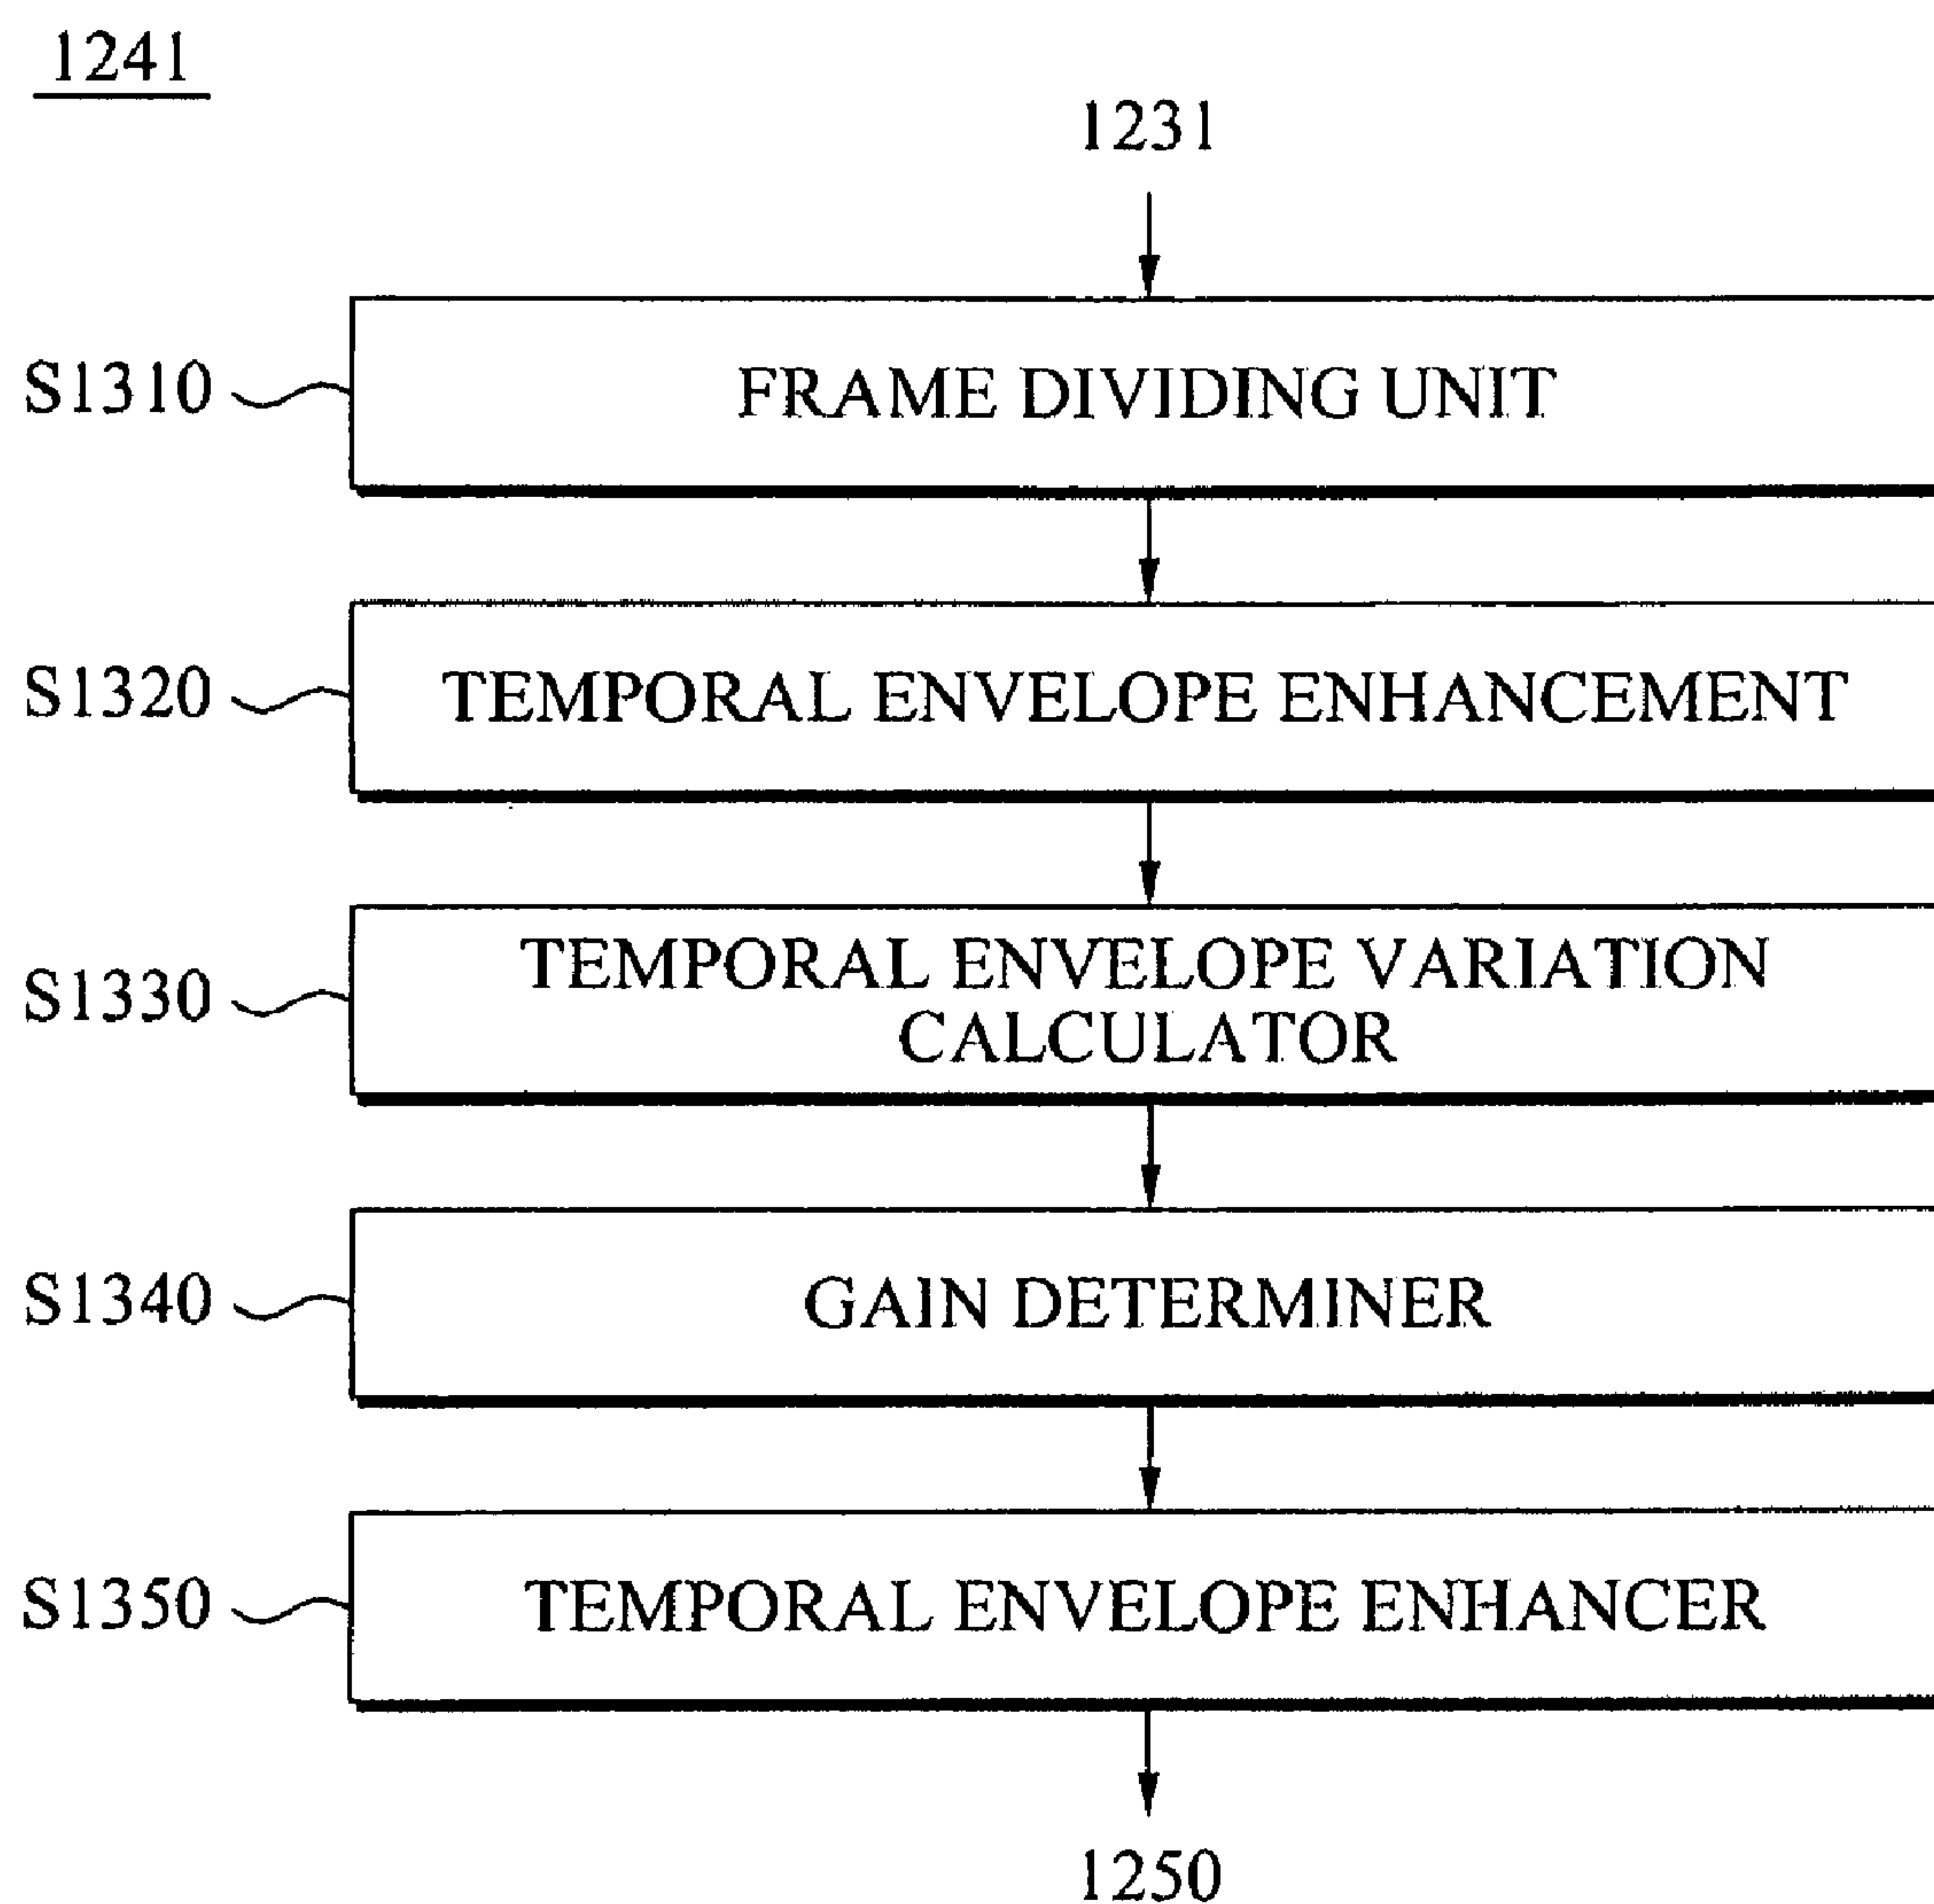 1241
1231
S1310
FRAME DIVIDING UNIT
S1320
TEMPORAL ENVELOPE ENHANCEMENT
S1330
TEMPORAL ENVELOPE VARIATION
CALCULATOR
S1340
GAIN DETERMINER
S1350
TEMPORAL ENVELOPE ENHANCER
1250